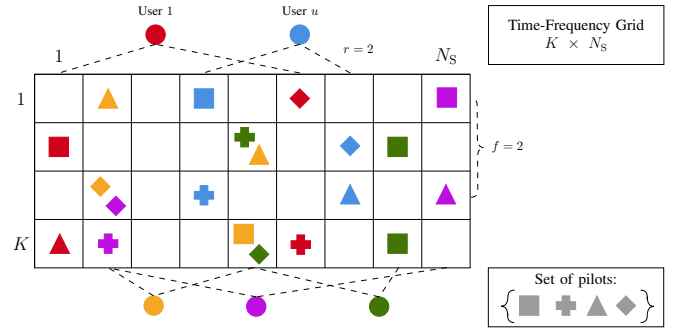 User 1
User u
Time-Frequency Grid
K × N_S
r = 2
1
N_S
1
f = 2
K
Set of pilots: